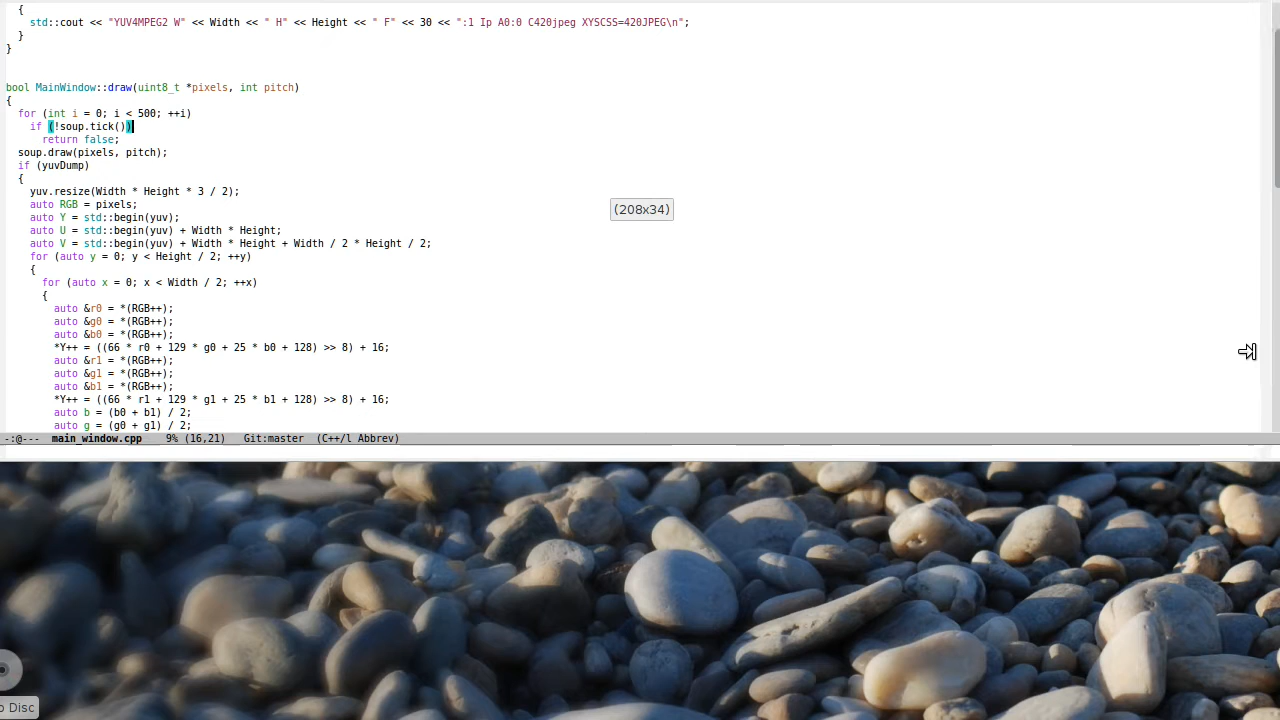 {
std::cout << "YUV4MPEG2 W" << Width << " H" << Height << " F" << 30 << ":1 Ip A0:0 C420jpeg XYSCSS=420JPEG\n";
}
}
bool MainWindow::draw(uint8_t *pixels, int pitch)
{
for (int i = 0; i < 500; ++i)
if (!soup.tick())
return false;
soup.draw(pixels, pitch);
if (yuvDump)
{
yuv.resize(Width * Height * 3 / 2);
auto RGB = pixels;
auto Y = std::begin(yuv);
auto U = std::begin(yuv) + Width * Height;
auto V = std::begin(yuv) + Width * Height + Width / 2 * Height / 2;
for (auto y = 0; y < Height / 2; ++y)
{
for (auto x = 0; x < Width / 2; ++x)
{
auto &r0 = *(RGB++);
auto &g0 = *(RGB++);
auto &b0 = *(RGB++);
*Y++ = ((66 * r0 + 129 * g0 + 25 * b0 + 128) >> 8) + 16;
auto &r1 = *(RGB++);
auto &g1 = *(RGB++);
auto &b1 = *(RGB++);
*Y++ = ((66 * r1 + 129 * g1 + 25 * b1 + 128) >> 8) + 16;
auto b = (b0 + b1) / 2;
auto g = (g0 + g1) / 2;
(208x34)
-:@--- main_window.cpp 9% (16,21) Git:master (C++/l Abbrev)
o Disc